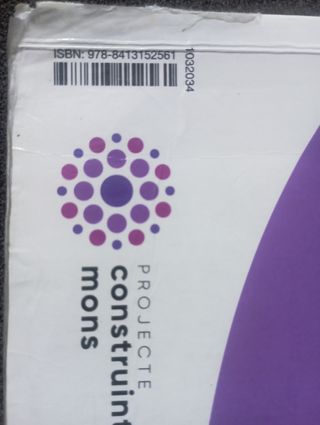 ISBN: 978-8413152561
1032034
PROJECTE
construint
mons